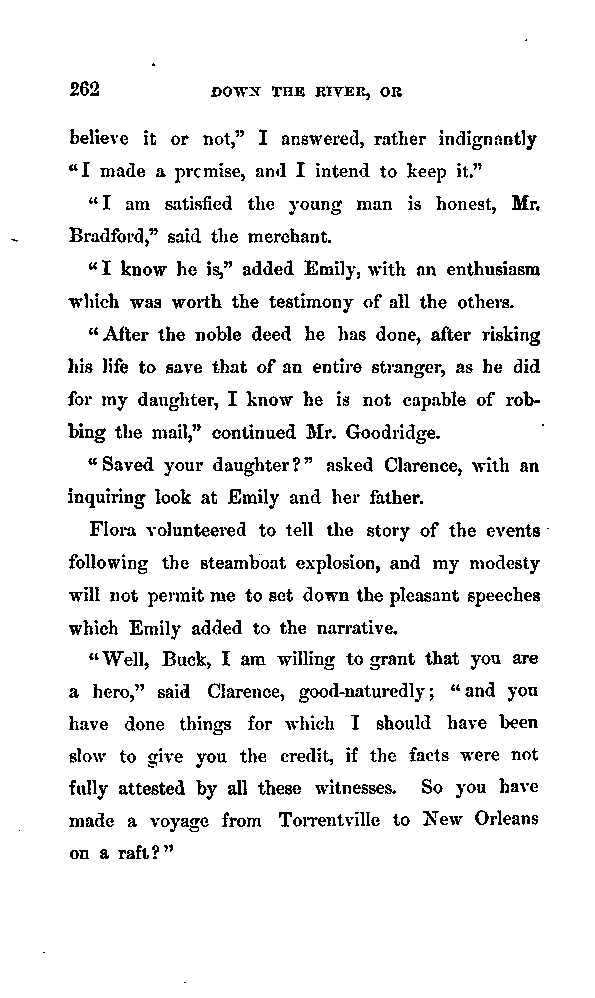 262 DOWN THE RIVER, OR
believe it or not,” I answered, rather indignantly
“I made a promise, and I intend to keep it.”
“I am satisfied the young man is honest, Mr.
Bradford,” said the merchant.
“I know he is,” added Emily, with an enthusiasm
which was worth the testimony of all the others.
“After the noble deed he has done, after risking
his life to save that of an entire stranger, as he did
for my daughter, I know he is not capable of rob-
bing the mail,” continued Mr. Goodridge.
“Saved your daughter?” asked Clarence, with an
inquiring look at Emily and her father.
Flora volunteered to tell the story of the events
following the steamboat explosion, and my modesty
will not permit me to set down the pleasant speeches
which Emily added to the narrative.
“Well, Buck, I am willing to grant that you are
a hero,” said Clarence, good-naturedly; “and you
have done things for which I should have been
slow to give you the credit, if the facts were not
fully attested by all these witnesses. So you have
made a voyage from Torrentville to New Orleans
on a raft?”